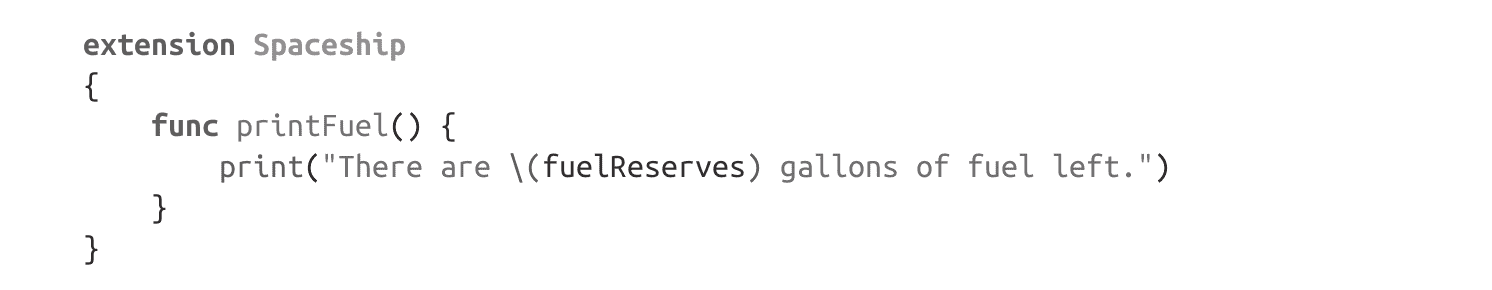 extension Spaceship
{
    func printFuel() {
        print("There are \(fuelReserves) gallons of fuel left.")
    }
}